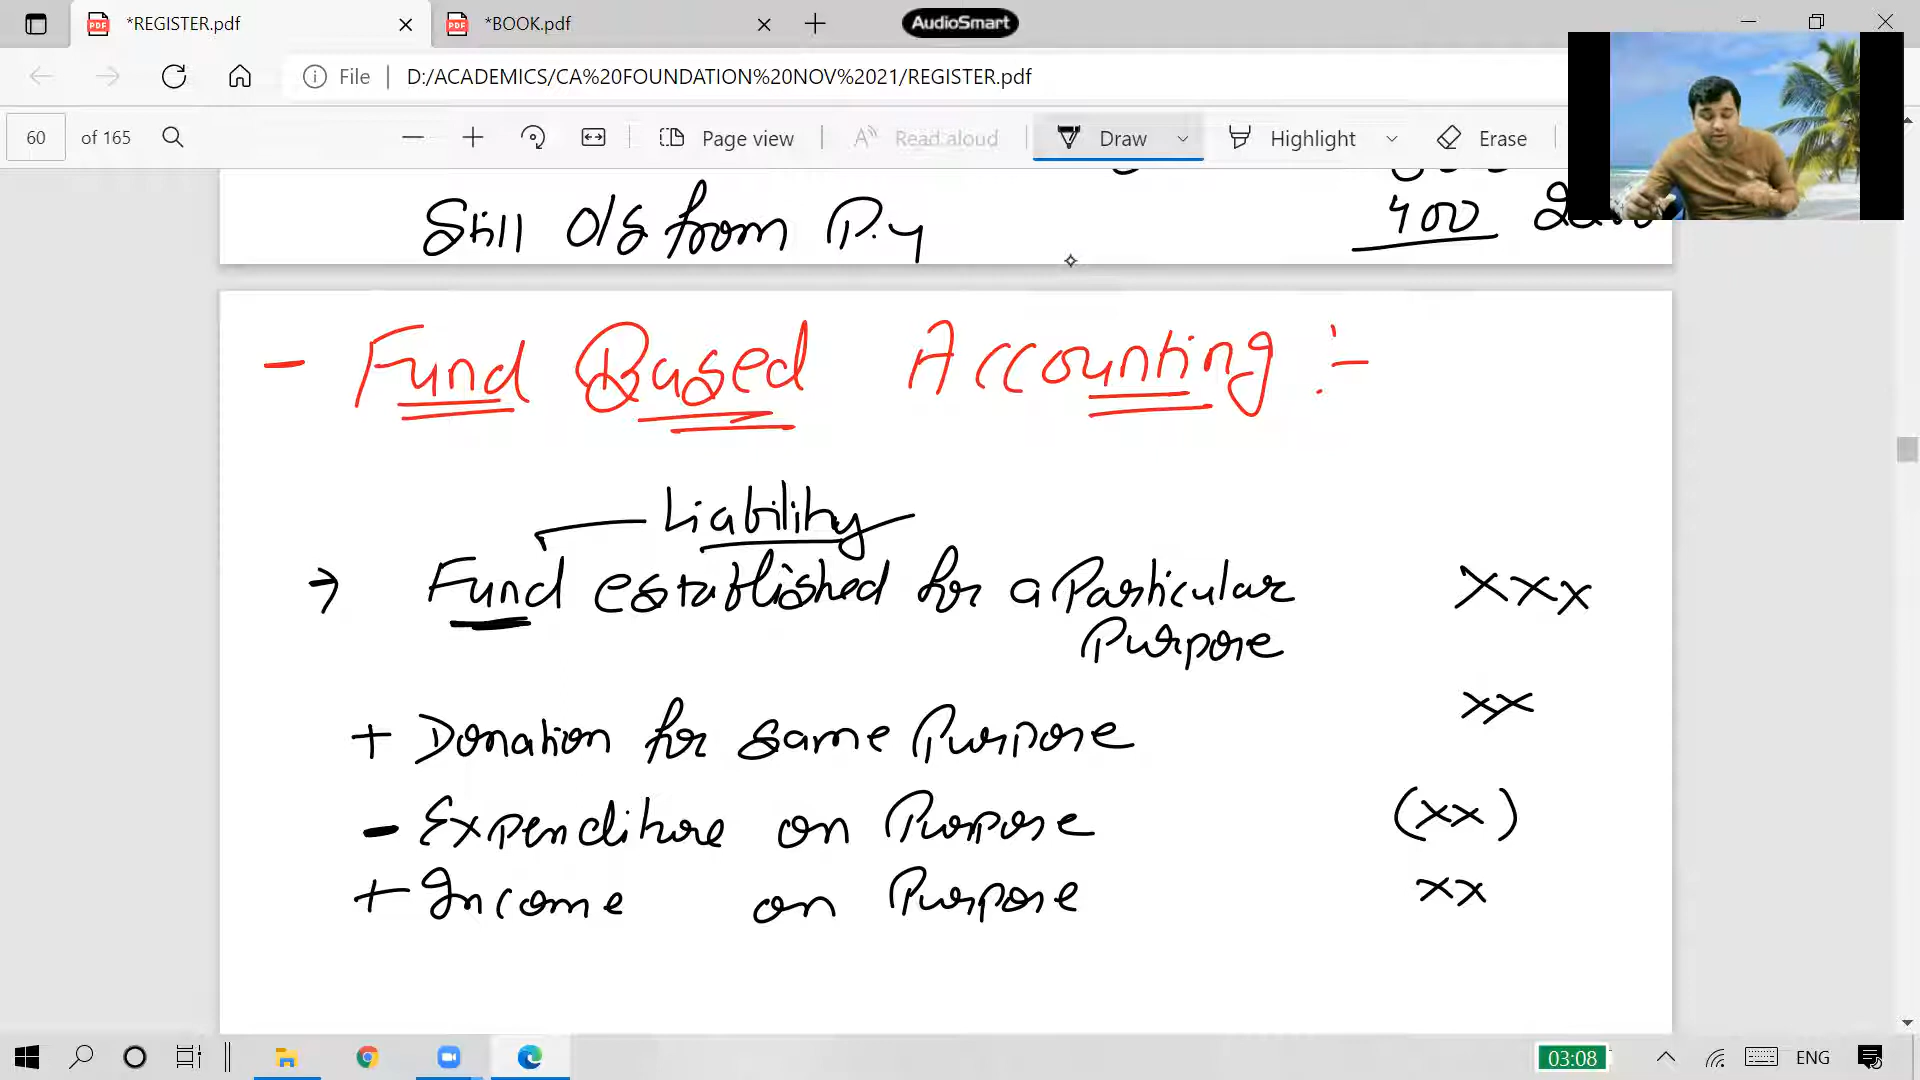 *REGISTER.pdf
*BOOK.pdf
AudioSmart
File D:/ACADEMICS/CA%20FOUNDATION%20NOV%202021/REGISTER.pdf
60 of 165 Page view Read aloud Draw Highlight Erase
400
Still O/s from P.y
- Fund Based Accounting :-
Liability
→ Fund established for a Particular xxx
Purpose
+ Donation for same Purpose xx
- Expenditure on Purpose (xx)
+ Income on Purpose xx
03:08 ENG